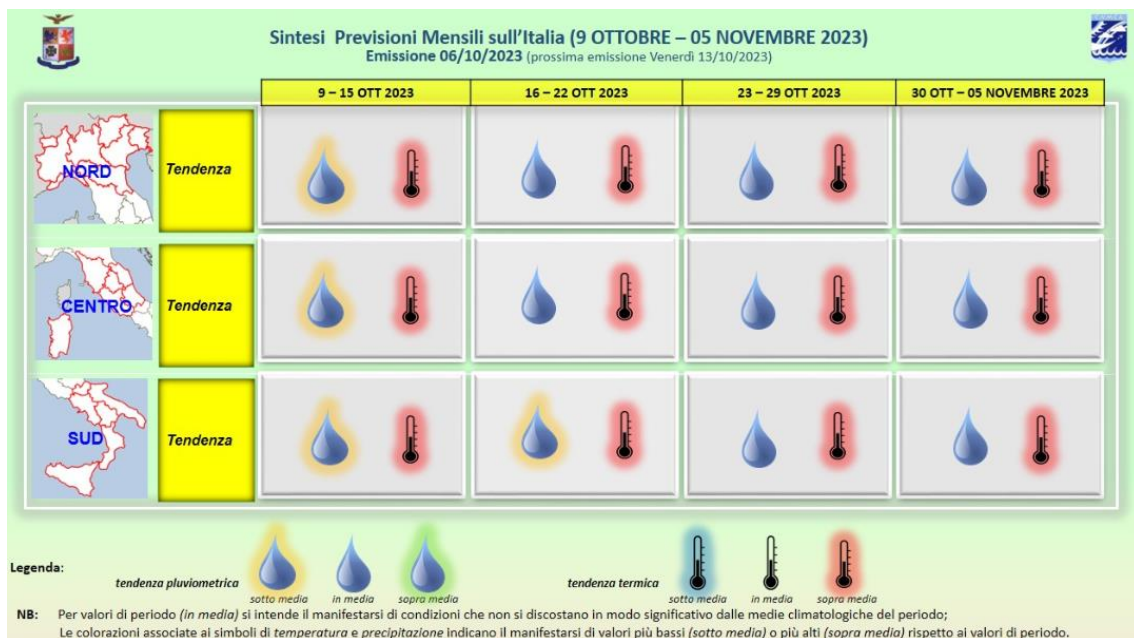 Sintesi Previsioni Mensili sull'Italia (9 OTTOBRE – 05 NOVEMBRE 2023)
Emissione 06/10/2023 (prossima emissione Venerdì 13/10/2023)
9 – 15 OTT 2023
16 – 22 OTT 2023
23 – 29 OTT 2023
30 OTT – 05 NOVEMBRE 2023
NORD
Tendenza
CENTRO
Tendenza
SUD
Tendenza
Legenda:
tendenza pluviometrica
sotto media
in media
sopra media
tendenza termica
sotto media
in media
sopra media
NB: Per valori di periodo (in media) si intende il manifestarsi di condizioni che non si discostano in modo significativo dalle medie climatologiche del periodo;
Le colorazioni associate ai simboli di temperatura e precipitazione indicano il manifestarsi di valori più bassi (sotto media) o più alti (sopra media) rispetto ai valori di periodo.